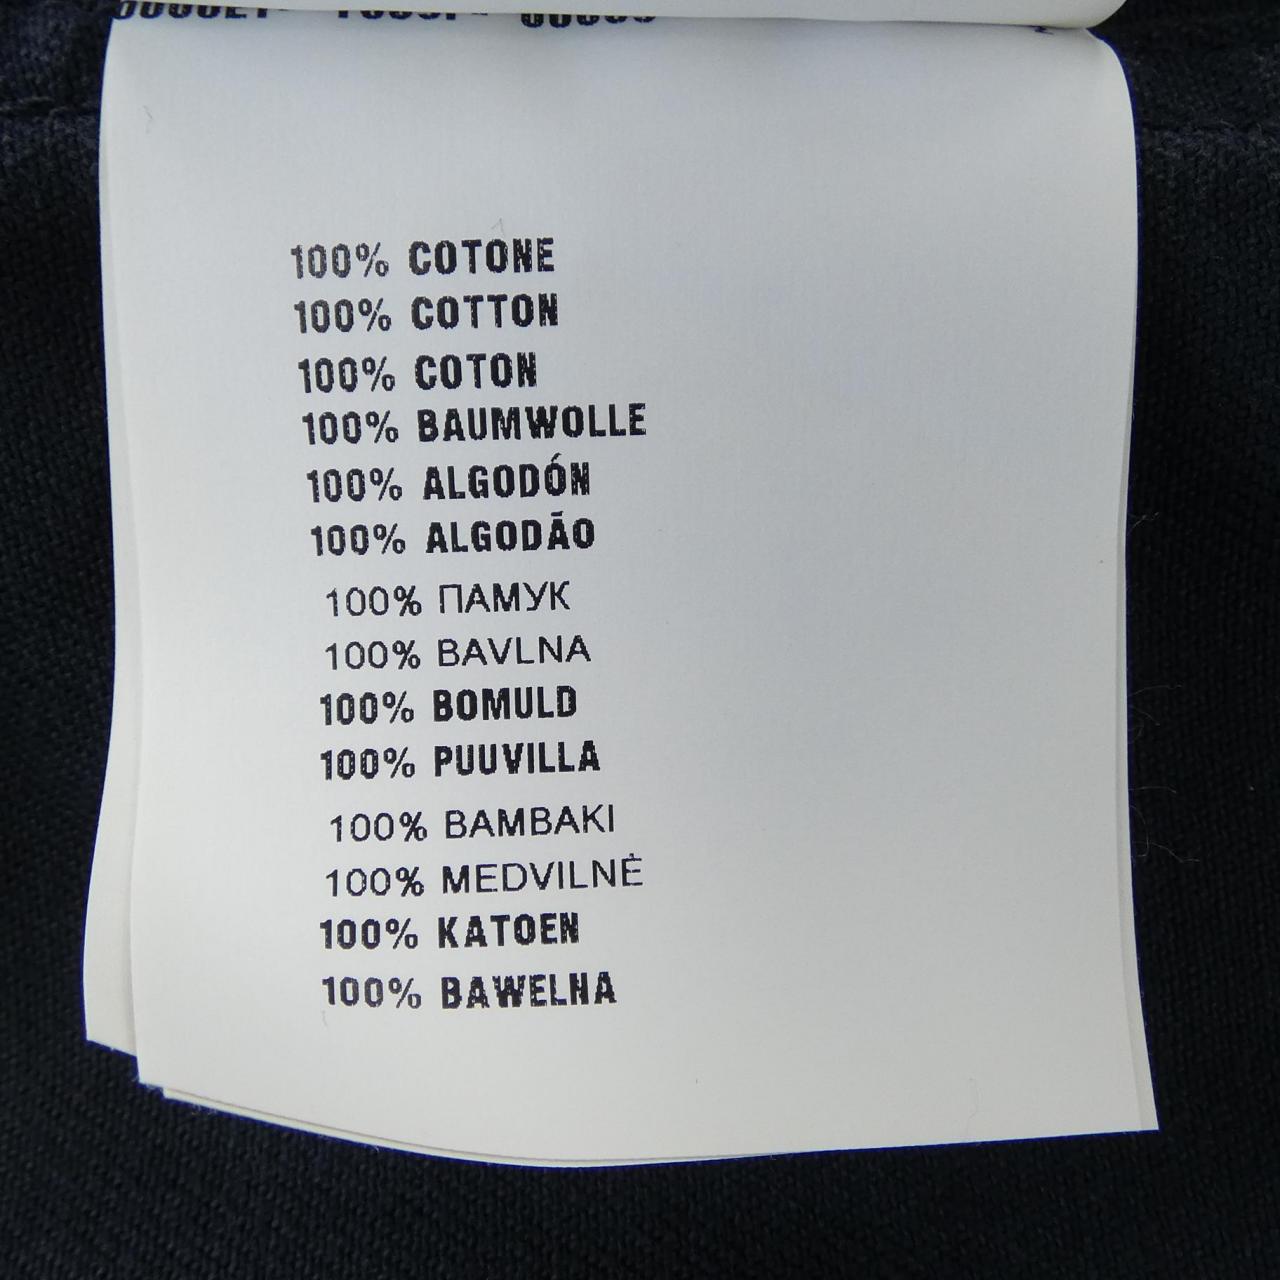 100% COTONE
100% COTTON
100% COTON
100% BAUMWOLLE
100% ALGODÓN
100% ALGODÃO
100% ПАМУК
100% BAVLNA
100% BOMULD
100% PUUVILLA
100% BAMBAKI
100% MEDVILNĖ
100% KATOEN
100% BAWEŁNA